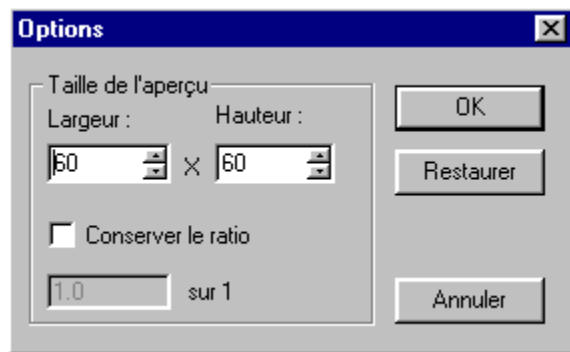 Options
Taille de l'aperçu
Largeur :
Hauteur :
60 X 60
Conserver le ratio
1.0 sur 1
OK
Restaurer
Annuler